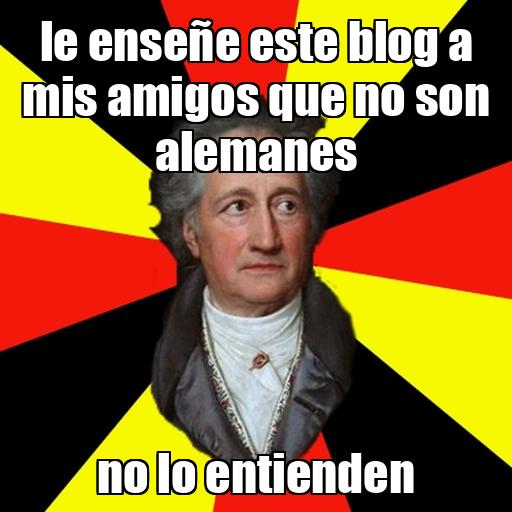 le enseñe este blog a
mis amigos que no son
alemanes
no lo entienden